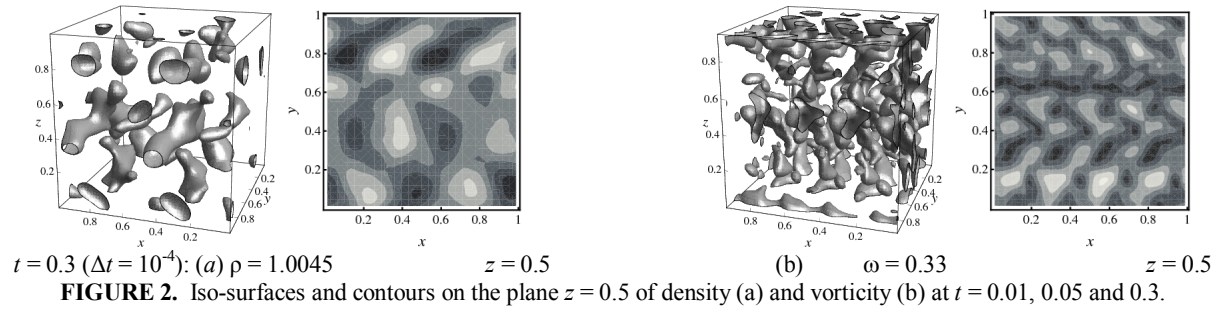 0.8
0.6
z
0.4
0.2
0.8
0.6
0.4
0.2
x
0.2
0.4
y
0.6
0.8
1
0.8
0.6
y
0.4
0.2
0.2 0.4 0.6 0.8 1
x
0.8
0.6
z
0.4
0.2
0.8
0.6
0.4
0.2
x
0.2
0.4
y
0.6
0.8
1
0.8
0.6
y
0.4
0.2
0.2 0.4 0.6 0.8 1
x
t = 0.3 (Δt = 10⁻⁴): (a) ρ = 1.0045 z = 0.5 (b) ω = 0.33 z = 0.5
FIGURE 2. Iso-surfaces and contours on the plane z = 0.5 of density (a) and vorticity (b) at t = 0.01, 0.05 and 0.3.